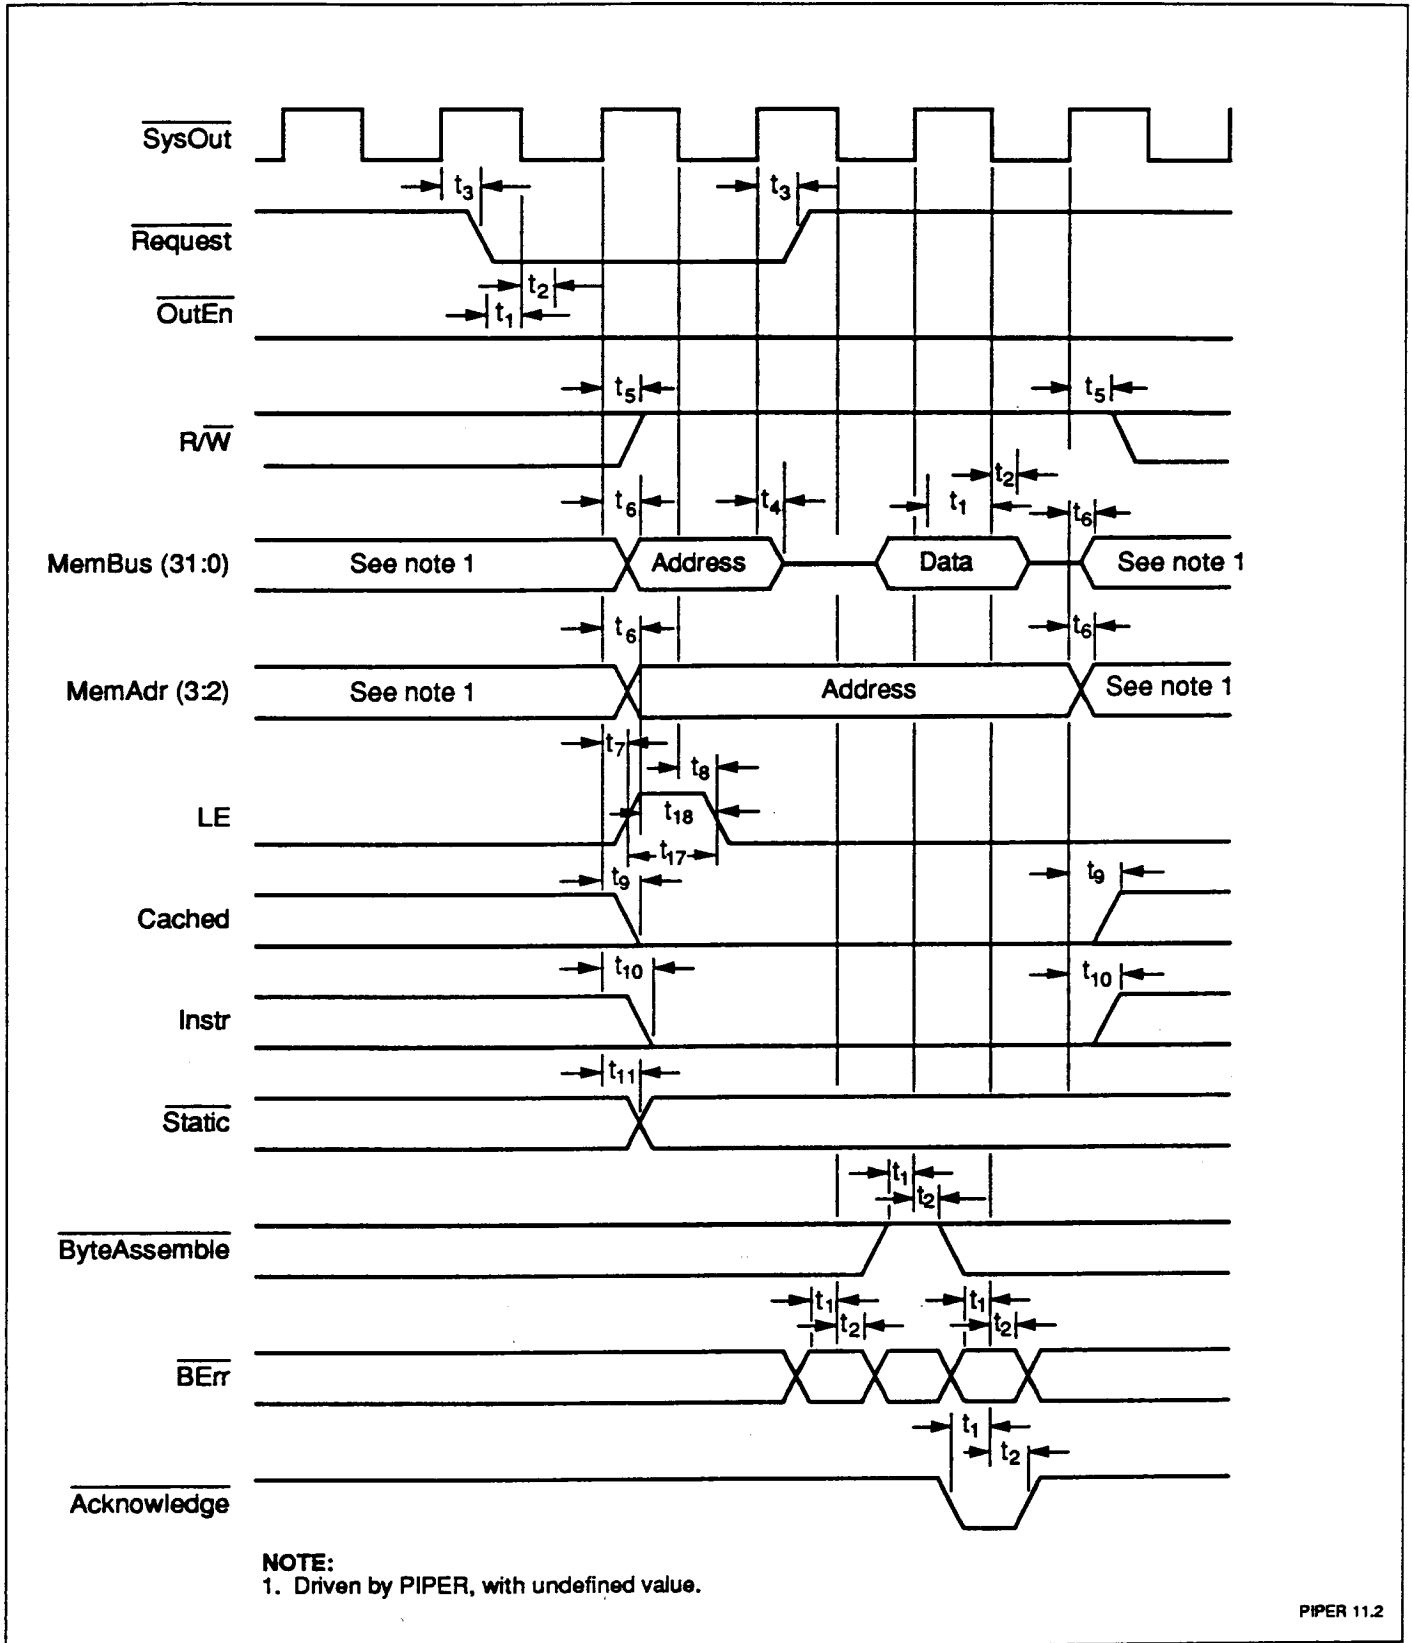 SysOut
t3 t3
Request
t2
OutEn
t1
t5 t5
R/W
t2
t6 t4 t1 t6
MemBus (31:0) See note 1 Address Data See note 1
t6 t6
MemAdr (3:2) See note 1 Address See note 1
t7
t8
LE
t18
t17
t9 t9
Cached
t10 t10
Instr
t11
Static
t1
t2
ByteAssemble
t1 t1
t2 t2
BErr
t1
t2
Acknowledge
NOTE:
1. Driven by PIPER, with undefined value.
PIPER 11.2